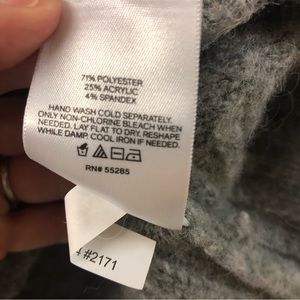 71% POLYESTER
25% ACRYLIC
4% SPANDEX
HAND WASH COLD SEPARATELY.
ONLY NON-CHLORINE BLEACH WHEN
NEEDED. LAY FLAT TO DRY. RESHAPE
WHILE DAMP. COOL IRON IF NEEDED.
RN# 55285
#2171